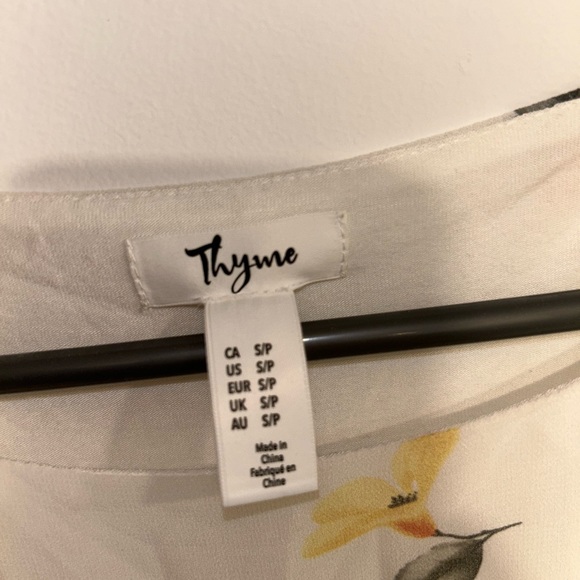 Thyme
CA S/P
US S/P
EUR S/P
UK S/P
AU S/P
Made in
China
Fabriqué en
Chine